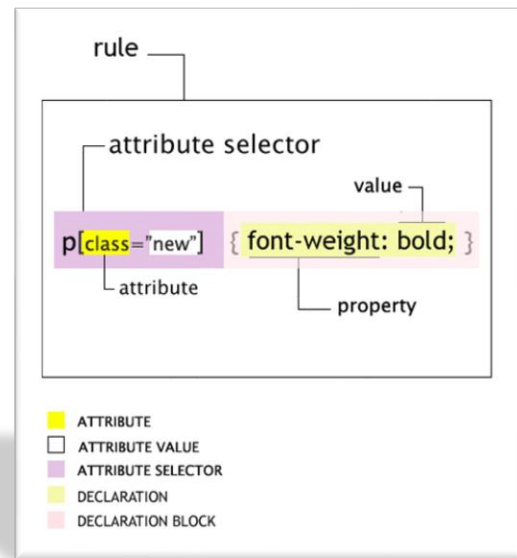 rule
attribute selector
value
p[class="new"] { font-weight: bold; }
attribute
property
ATTRIBUTE
ATTRIBUTE VALUE
ATTRIBUTE SELECTOR
DECLARATION
DECLARATION BLOCK